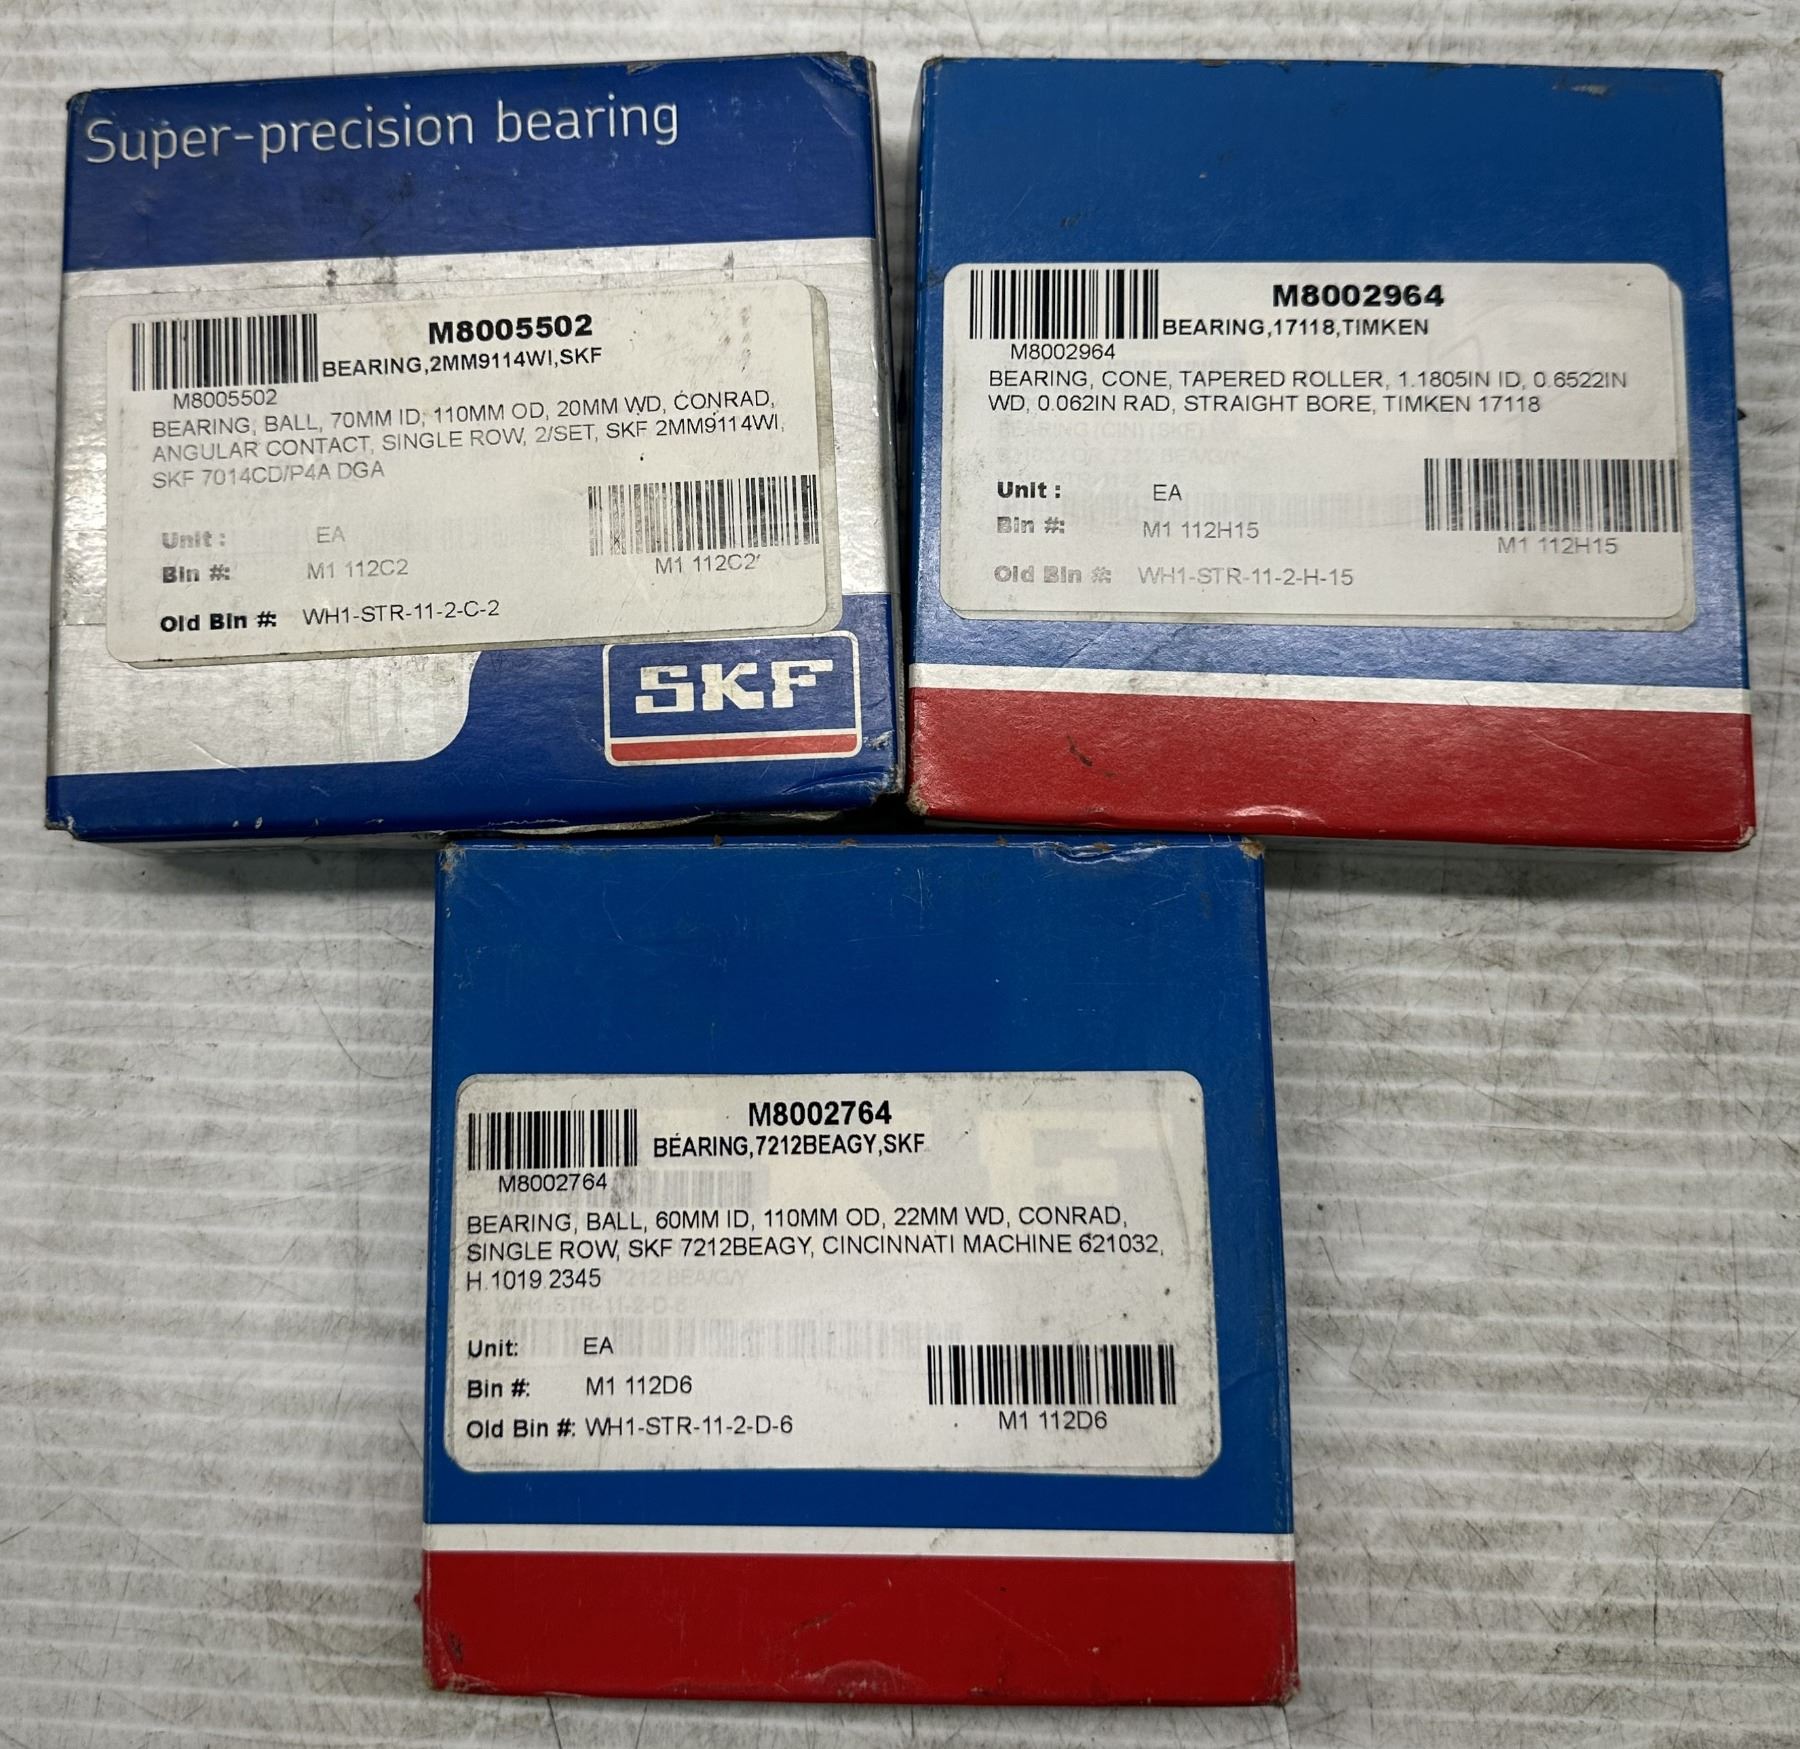 Super-precision bearing
M8005502
BEARING,2MM9114WI,SKF
M8005502
BEARING, BALL, 70MM ID, 110MM OD, 20MM WD, CONRAD,
ANGULAR CONTACT, SINGLE ROW, 2/SET, SKF 2MM9114WI,
SKF 7014CD/P4A DGA
Unit : EA
Bin #: M1 112C2
M1 112C2
Old Bin #: WH1-STR-11-2-C-2
SKF
M8002964
BEARING,17118,TIMKEN
M8002964
BEARING, CONE, TAPERED ROLLER, 1.1805IN ID, 0.6522IN
WD, 0.062IN RAD, STRAIGHT BORE, TIMKEN 17118
Unit : EA
Bin #: M1 112H15
M1 112H15
Old Bin #: WH1-STR-11-2-H-15
M8002764
BEARING,7212BEAGY,SKF
M8002764
BEARING, BALL, 60MM ID, 110MM OD, 22MM WD, CONRAD,
SINGLE ROW, SKF 7212BEAGY, CINCINNATI MACHINE 621032,
H.1019.2345
Unit: EA
Bin #: M1 112D6
M1 112D6
Old Bin #: WH1-STR-11-2-D-6